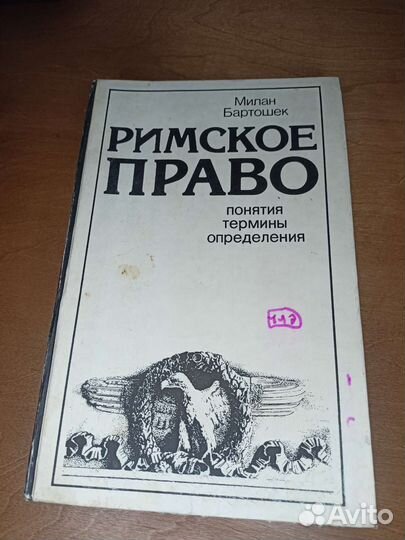 Милан
Бартошек
РИМСКОЕ
ПРАВО
понятия
термины
определения
Avito